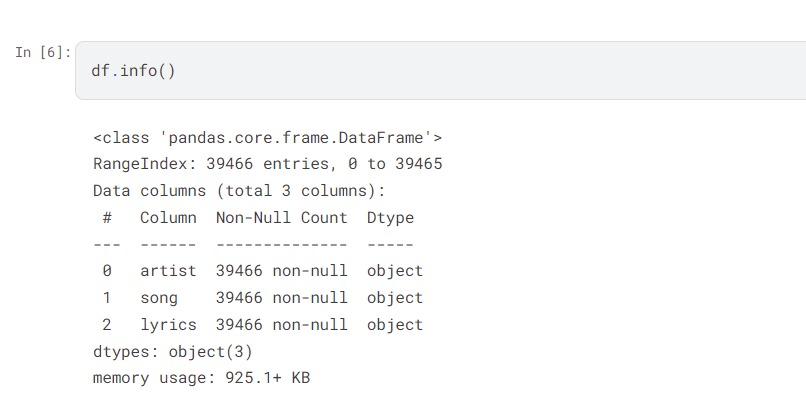 In [6]:
df.info()
<class 'pandas.core.frame.DataFrame'>
RangeIndex: 39466 entries, 0 to 39465
Data columns (total 3 columns):
 #   Column  Non-Null Count  Dtype
---  ------  --------------  -----
 0   artist  39466 non-null  object
 1   song    39466 non-null  object
 2   lyrics  39466 non-null  object
dtypes: object(3)
memory usage: 925.1+ KB